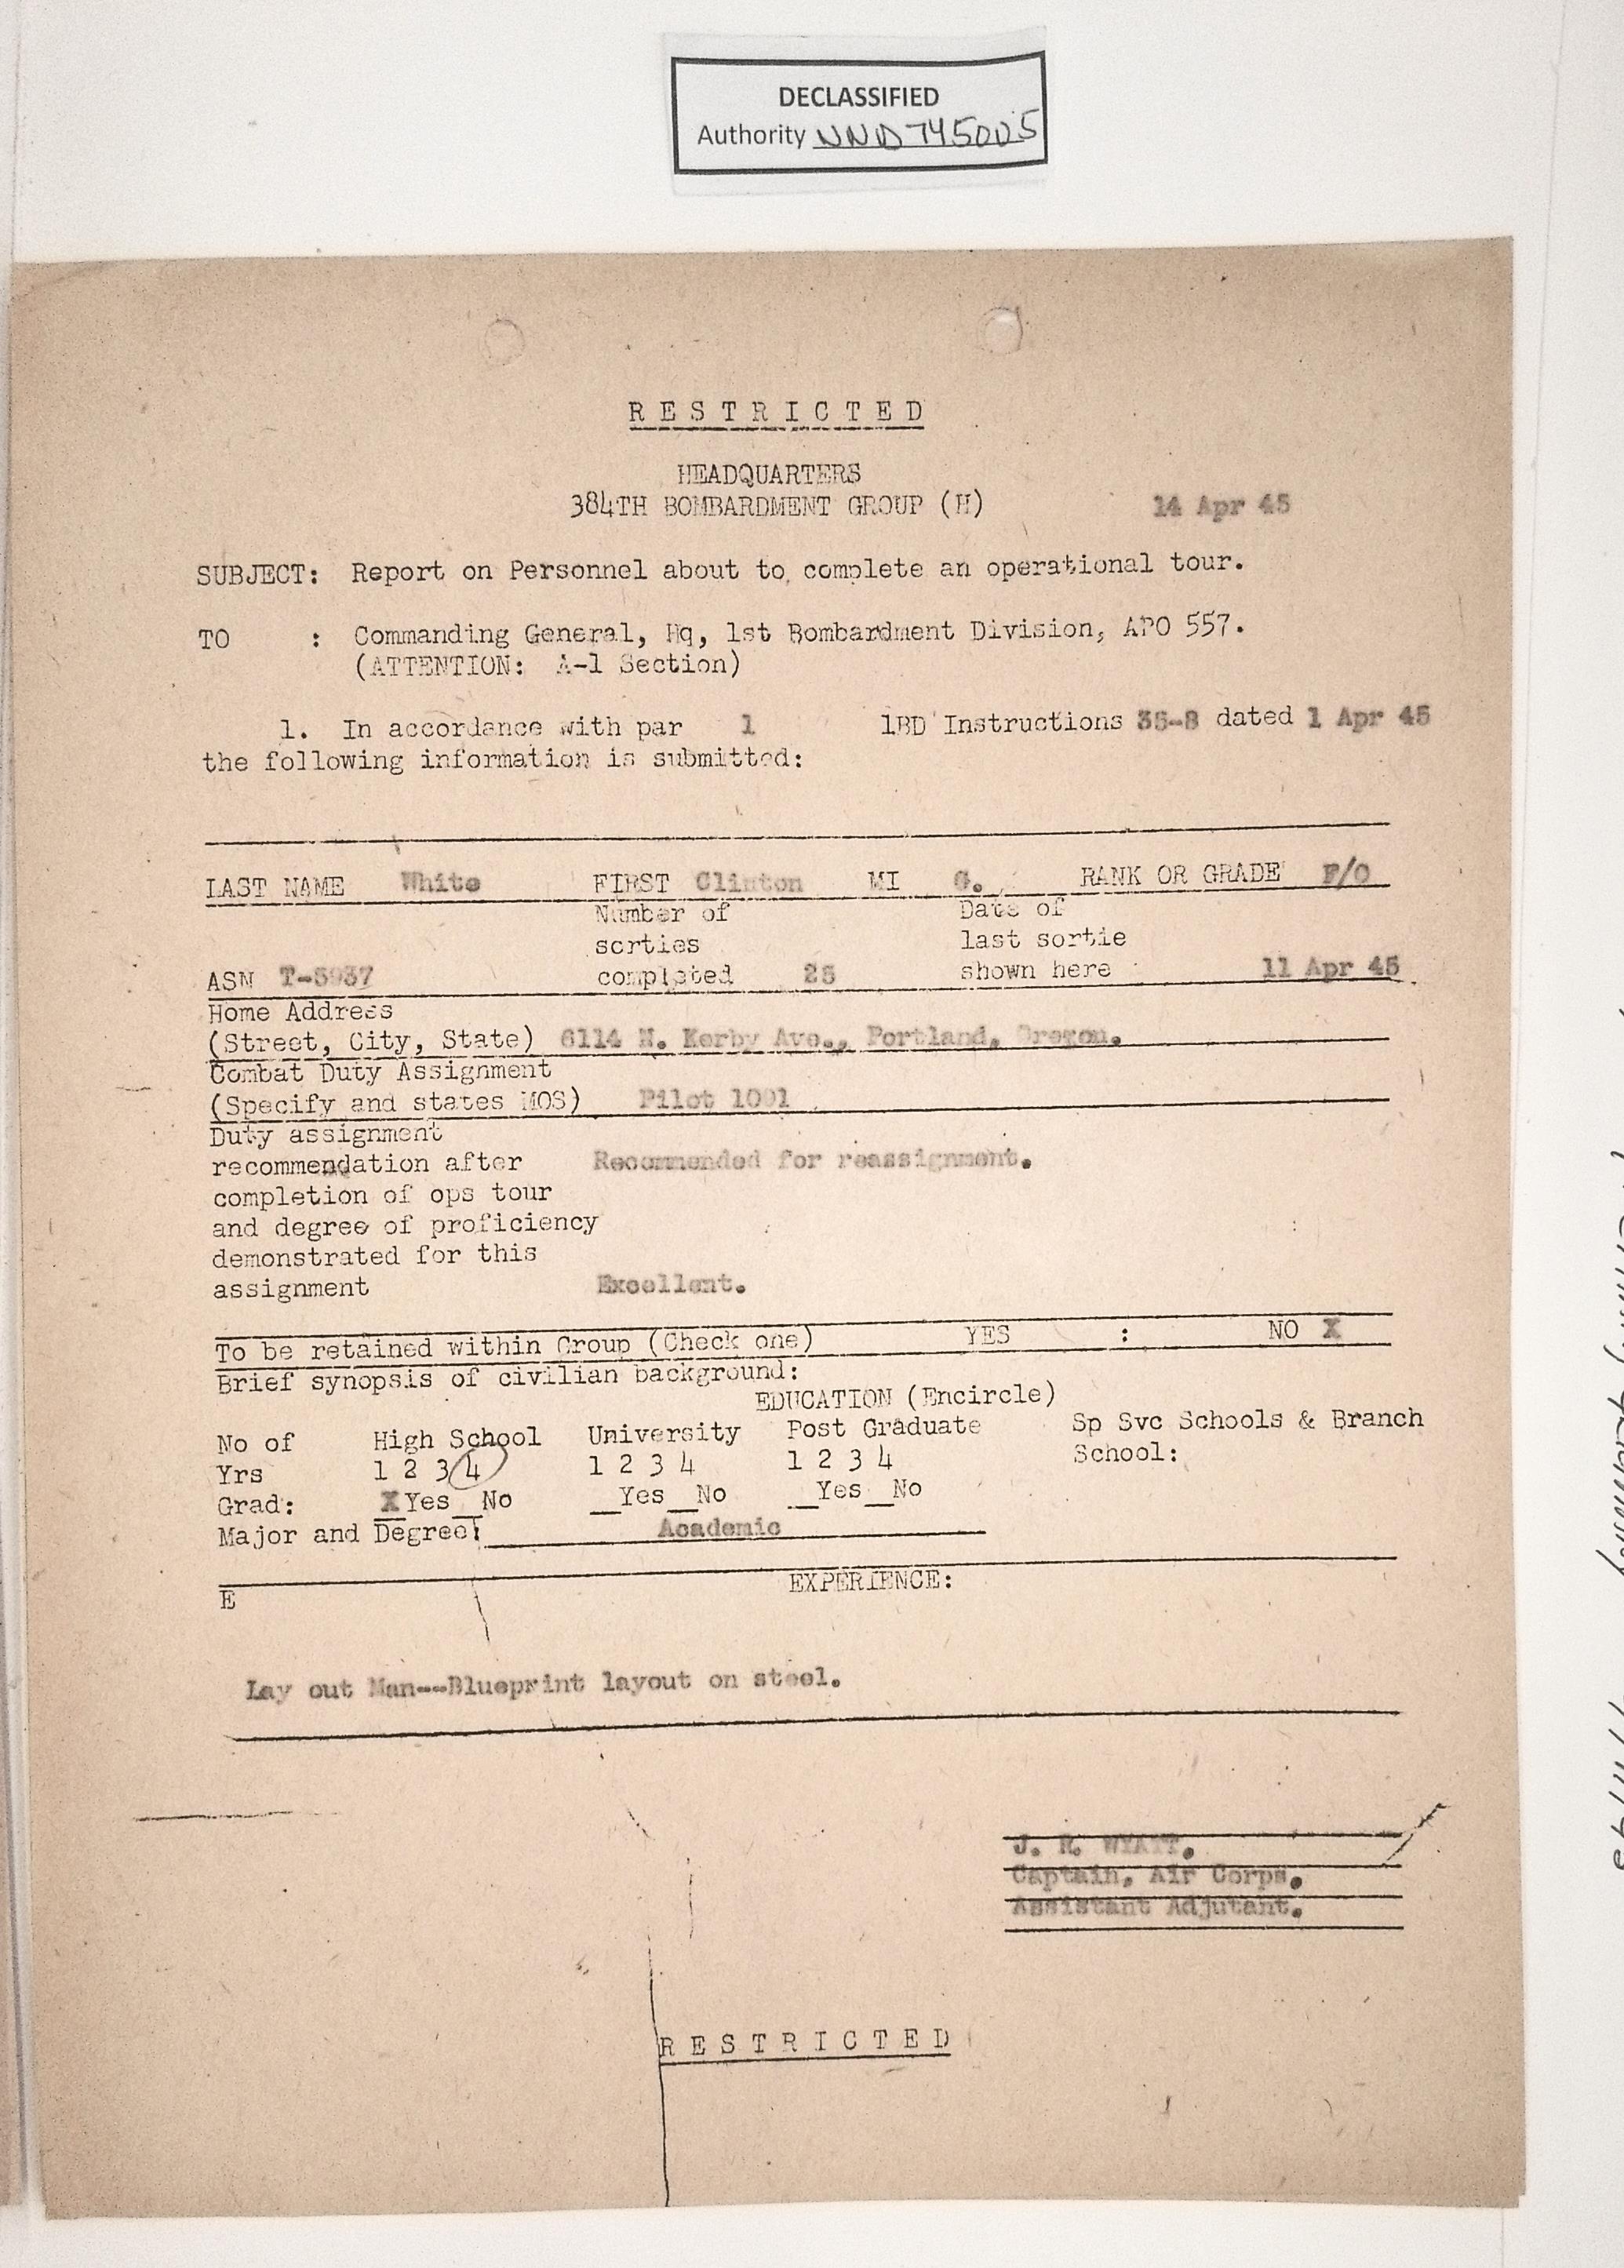 DECLASSIFIED
Authority NND 745005
RESTRICTED
HEADQUARTERS
384TH BOMBARDMENT GROUP (H) 14 Apr 45
SUBJECT: Report on Personnel about to complete an operational tour.
TO : Commanding General, Hq, 1st Bombardment Division, APO 557.
(ATTENTION: A-1 Section)
1. In accordance with par 1 1BD Instructions 35-8 dated 1 Apr 45
the following information is submitted:
LAST NAME White FIRST Clinton MI G. RANK OR GRADE F/O
Number of Date of
sorties last sortie
ASN T-5937 completed 25 shown here 11 Apr 45
Home Address
(Street, City, State) 6114 N. Kerby Ave., Portland, Oregon.
Combat Duty Assignment
(Specify and states MOS) Pilot 1091
Duty assignment
recommendation after Recommended for reassignment.
completion of ops tour
and degree of proficiency
demonstrated for this
assignment Excellent.
To be retained within Group (Check one) YES : NO X
Brief synopsis of civilian background:
EDUCATION (Encircle)
No of High School University Post Graduate Sp Svc Schools & Branch
Yrs 1 2 3 4 1 2 3 4 1 2 3 4 School:
Grad: X Yes _No _Yes _No _Yes _No
Major and Degree: Academic
E EXPERIENCE:
Lay out Man--Blueprint layout on steel.
J. R. WYATT.
Captain, Air Corps.
Assistant Adjutant.
RESTRICTED